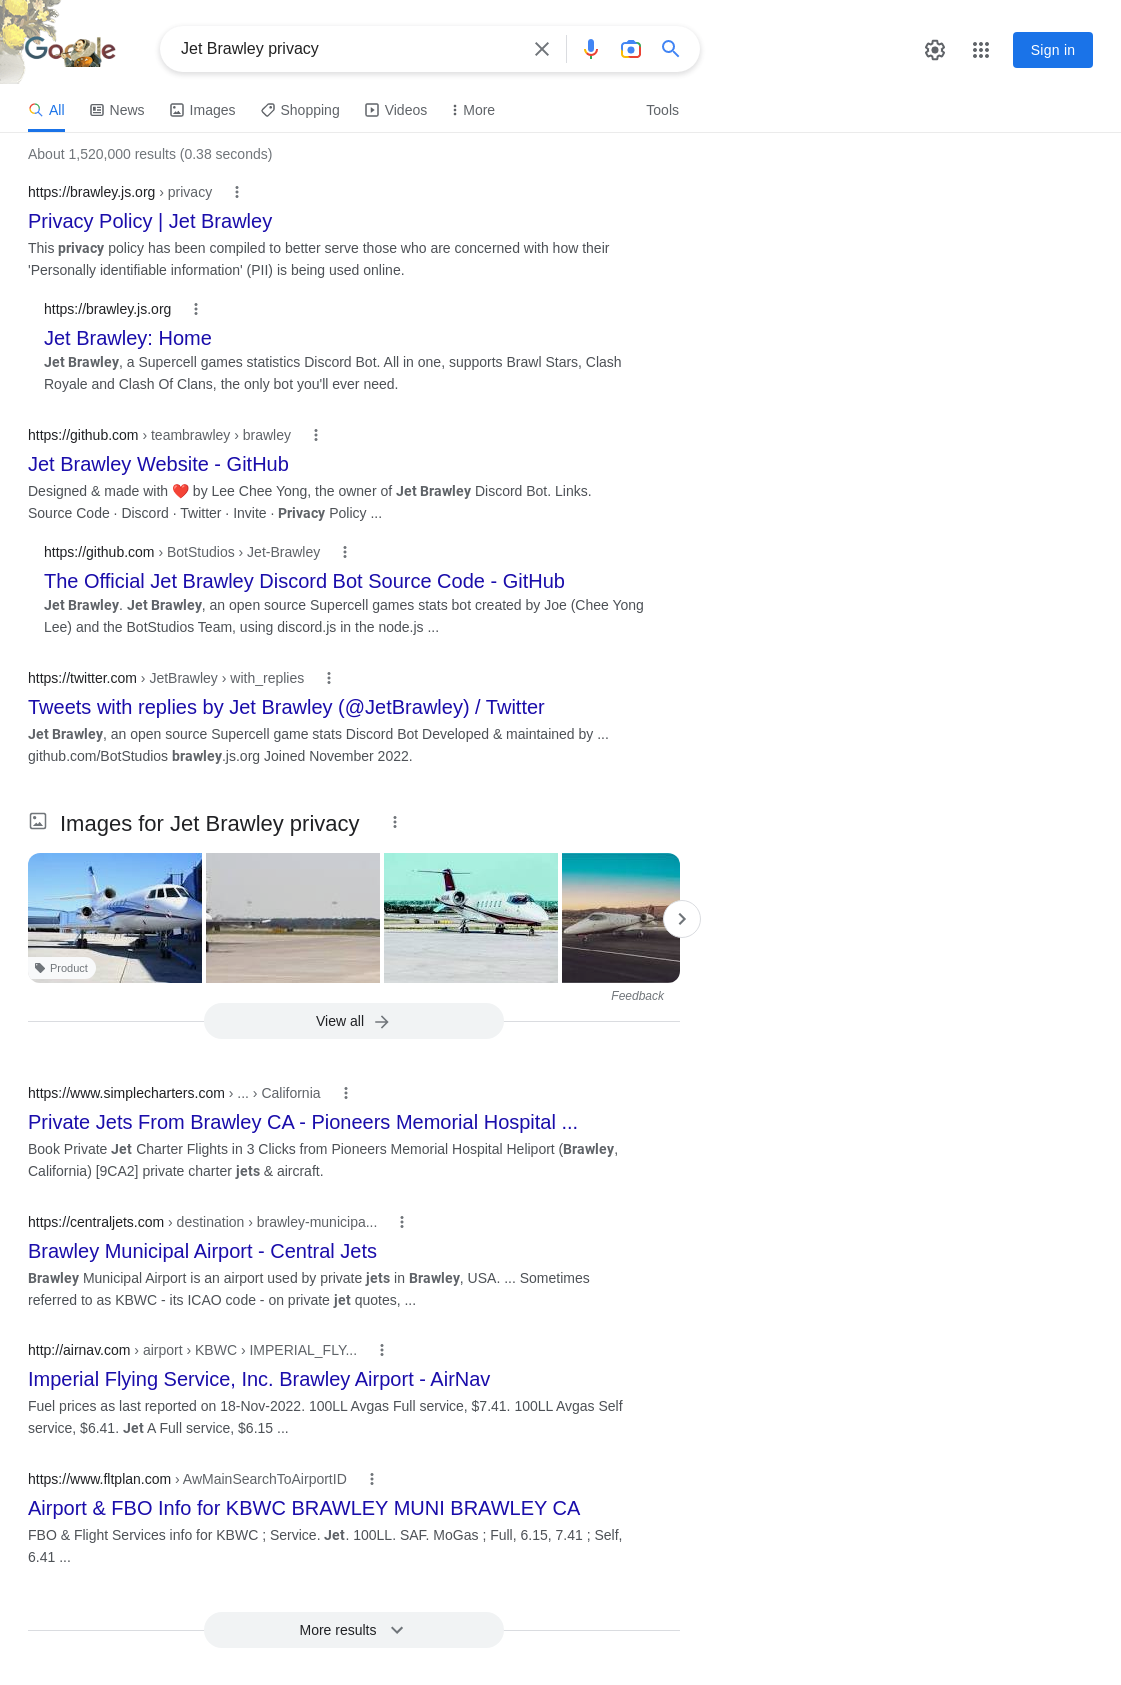 Google
Jet Brawley privacy
Sign in
All
News
Images
Shopping
Videos
More
Tools
About 1,520,000 results (0.38 seconds)
https://brawley.js.org › privacy
Privacy Policy | Jet Brawley
This privacy policy has been compiled to better serve those who are concerned with how their
'Personally identifiable information' (PII) is being used online.
https://brawley.js.org
Jet Brawley: Home
Jet Brawley, a Supercell games statistics Discord Bot. All in one, supports Brawl Stars, Clash
Royale and Clash Of Clans, the only bot you'll ever need.
https://github.com › teambrawley › brawley
Jet Brawley Website - GitHub
Designed & made with ❤️ by Lee Chee Yong, the owner of Jet Brawley Discord Bot. Links.
Source Code · Discord · Twitter · Invite · Privacy Policy ...
https://github.com › BotStudios › Jet-Brawley
The Official Jet Brawley Discord Bot Source Code - GitHub
Jet Brawley. Jet Brawley, an open source Supercell games stats bot created by Joe (Chee Yong
Lee) and the BotStudios Team, using discord.js in the node.js ...
https://twitter.com › JetBrawley › with_replies
Tweets with replies by Jet Brawley (@JetBrawley) / Twitter
Jet Brawley, an open source Supercell game stats Discord Bot Developed & maintained by ...
github.com/BotStudios brawley.js.org Joined November 2022.
Images for Jet Brawley privacy
Product
Feedback
View all
https://www.simplecharters.com › ... › California
Private Jets From Brawley CA - Pioneers Memorial Hospital ...
Book Private Jet Charter Flights in 3 Clicks from Pioneers Memorial Hospital Heliport (Brawley,
California) [9CA2] private charter jets & aircraft.
https://centraljets.com › destination › brawley-municipa...
Brawley Municipal Airport - Central Jets
Brawley Municipal Airport is an airport used by private jets in Brawley, USA. ... Sometimes
referred to as KBWC - its ICAO code - on private jet quotes, ...
http://airnav.com › airport › KBWC › IMPERIAL_FLY...
Imperial Flying Service, Inc. Brawley Airport - AirNav
Fuel prices as last reported on 18-Nov-2022. 100LL Avgas Full service, $7.41. 100LL Avgas Self
service, $6.41. Jet A Full service, $6.15 ...
https://www.fltplan.com › AwMainSearchToAirportID
Airport & FBO Info for KBWC BRAWLEY MUNI BRAWLEY CA
FBO & Flight Services info for KBWC ; Service. Jet. 100LL. SAF. MoGas ; Full, 6.15, 7.41 ; Self,
6.41 ...
More results